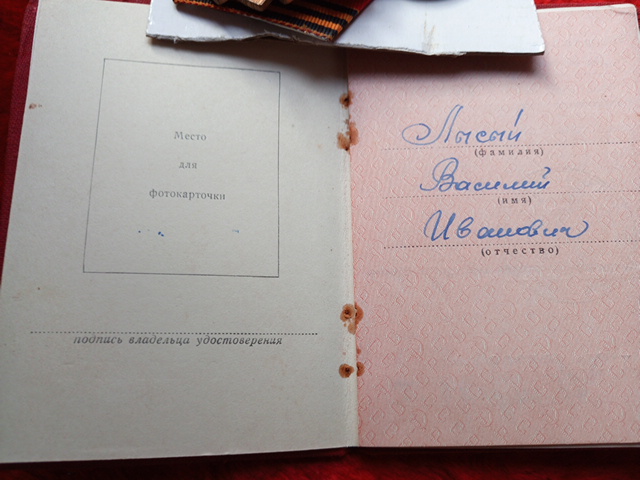 Место
для
фотокарточки
подпись владельца удостоверения
Лысый
(фамилия)
Василий
(имя)
Иванович
(отчество)